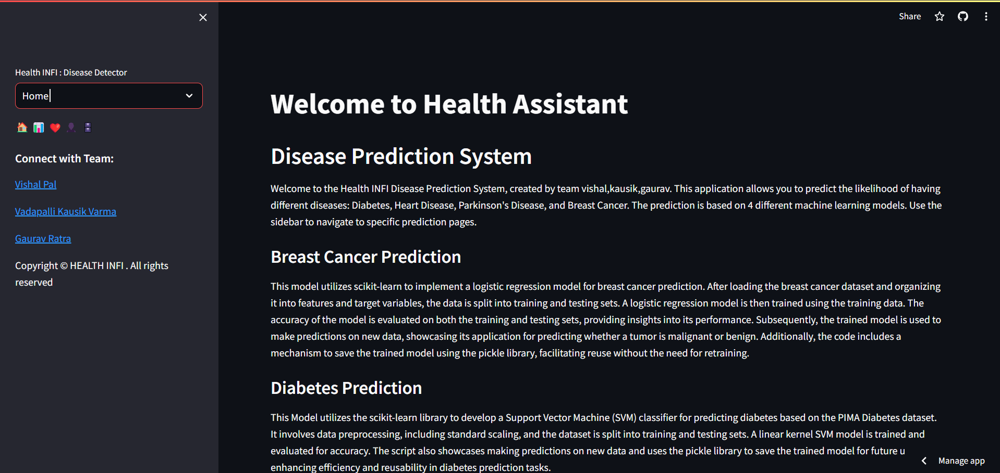 Health INFI : Disease Detector
Home
Connect with Team:
Vishal Pal
Vadapalli Kausik Varma
Gaurav Ratra
Copyright © HEALTH INFI . All rights
reserved
Share
Welcome to Health Assistant
Disease Prediction System
Welcome to the Health INFI Disease Prediction System, created by team vishal,kausik,gaurav. This application allows you to predict the likelihood of having
different diseases: Diabetes, Heart Disease, Parkinson's Disease, and Breast Cancer. The prediction is based on 4 different machine learning models. Use the
sidebar to navigate to specific prediction pages.
Breast Cancer Prediction
This model utilizes scikit-learn to implement a logistic regression model for breast cancer prediction. After loading the breast cancer dataset and organizing
it into features and target variables, the data is split into training and testing sets. A logistic regression model is then trained using the training data. The
accuracy of the model is evaluated on both the training and testing sets, providing insights into its performance. Subsequently, the trained model is used to
make predictions on new data, showcasing its application for predicting whether a tumor is malignant or benign. Additionally, the code includes a
mechanism to save the trained model using the pickle library, facilitating reuse without the need for retraining.
Diabetes Prediction
This Model utilizes the scikit-learn library to develop a Support Vector Machine (SVM) classifier for predicting diabetes based on the PIMA Diabetes dataset.
It involves data preprocessing, including standard scaling, and the dataset is split into training and testing sets. A linear kernel SVM model is trained and
evaluated for accuracy. The script also showcases making predictions on new data and uses the pickle library to save the trained model for future u
enhancing efficiency and reusability in diabetes prediction tasks.
Manage app